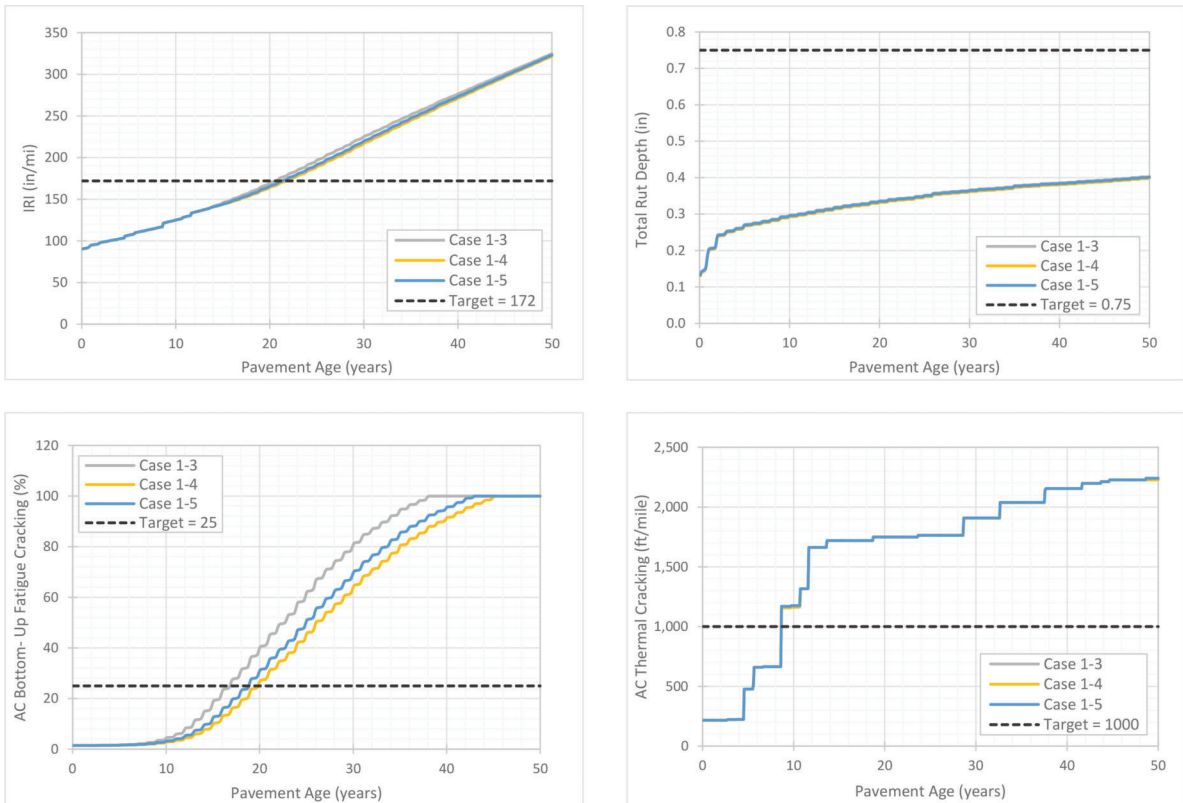 350
300
250
200
150
100
50
0
IRI (in/mi)
Case 1-3
Case 1-4
Case 1-5
Target = 172
0 10 20 30 40 50
Pavement Age (years)
0.8
0.7
0.6
0.5
0.4
0.3
0.2
0.1
0.0
Total Rut Depth (in)
Case 1-3
Case 1-4
Case 1-5
Target = 0.75
0 10 20 30 40 50
Pavement Age (years)
120
100
80
60
40
20
0
AC Bottom- Up Fatigue Cracking (%)
Case 1-3
Case 1-4
Case 1-5
Target = 25
0 10 20 30 40 50
Pavement Age (years)
2,500
2,000
1,500
1,000
500
0
AC Thermal Cracking (ft/mile)
Case 1-3
Case 1-4
Case 1-5
Target = 1000
0 10 20 30 40 50
Pavement Age (years)